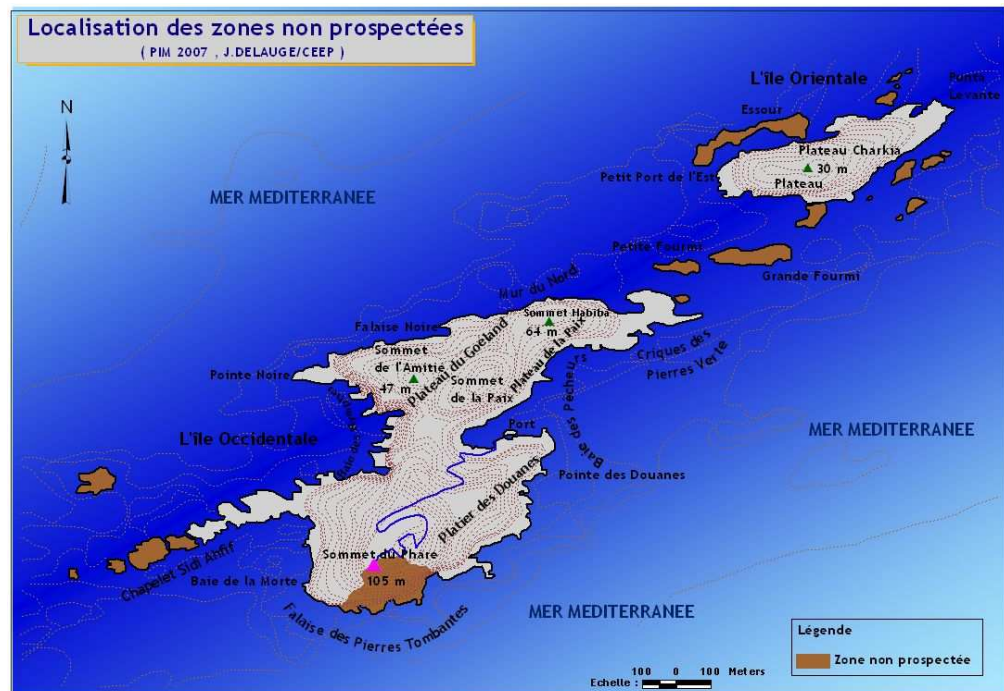 Localisation des zones non prospectées
( PIM 2007 , J.DELAUGE/CEEP )
N
L'île Orientale
Punta
Levante
Essour
Plateau Charkia
30 m
Petit Port de l'Est
Plateau
MER MEDITERRANEE
Petite Fourmi
Grande Fourmi
Mur du Nord
Sommet Habiba
64 m
Falaise Noire
Plateau du Goéland
Plateau de la Paix
Criques des
Pierres Verte
Sommet
de l'Amitié
47 m
Pointe Noire
Sommet
de la Paix
Baie des Pêcheurs
L'île Occidentale
Baie des
Port
MER MEDITERRANEE
Pointe des Douanes
Platier des Douanes
Sommet du Phare
105 m
Chapelet Sidi Ahfif
Baie de la Morte
Falaise des Pierres Tombantes
MER MEDITERRANEE
Légende
Zone non prospectée
100 0 100 Meters
Echelle :